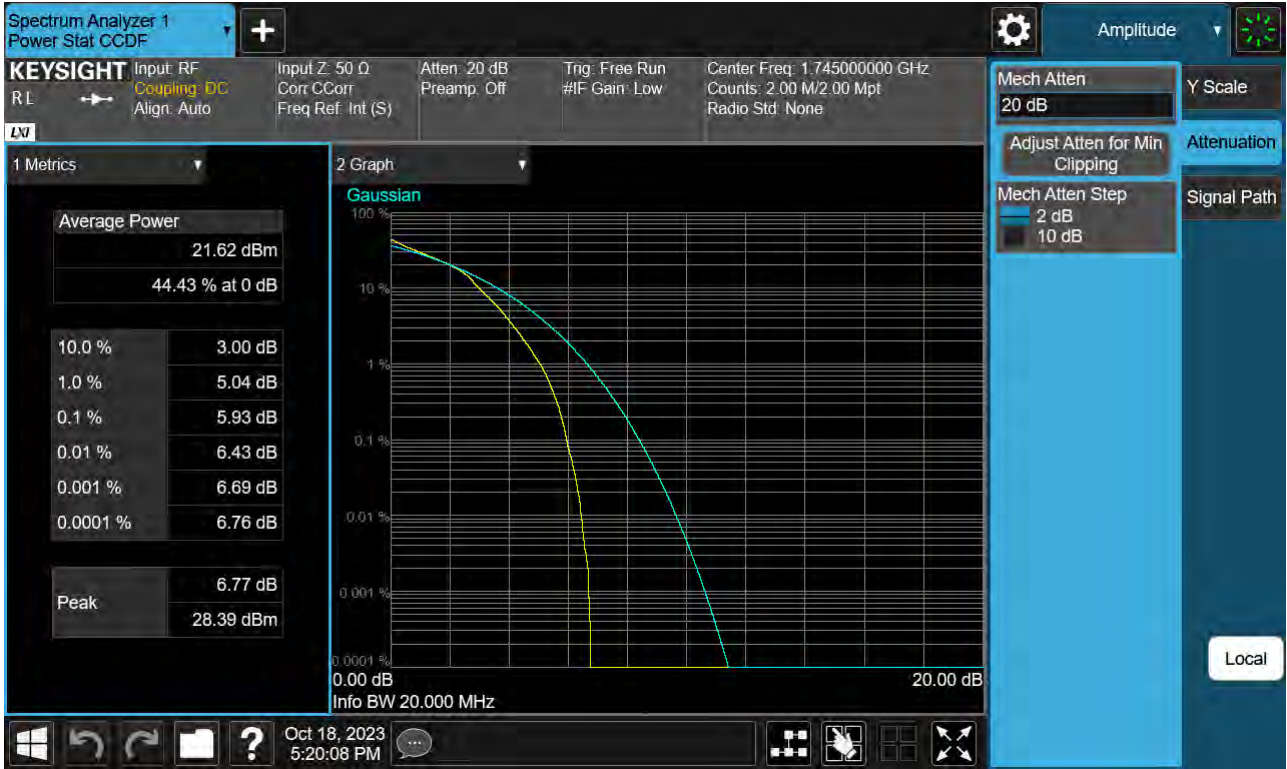 Spectrum Analyzer 1
Power Stat CCDF
+
Amplitude
KEYSIGHT
R L
LXI
Input: RF
Coupling: DC
Align: Auto
Input Z: 50 Ω
Corr CCorr
Freq Ref: Int (S)
Atten: 20 dB
Preamp: Off
Trig: Free Run
#IF Gain: Low
Center Freq: 1.745000000 GHz
Counts: 2.00 M/2.00 Mpt
Radio Std: None
1 Metrics
Average Power
21.62 dBm
44.43 % at 0 dB
10.0 % 3.00 dB
1.0 % 5.04 dB
0.1 % 5.93 dB
0.01 % 6.43 dB
0.001 % 6.69 dB
0.0001 % 6.76 dB
Peak
6.77 dB
28.39 dBm
2 Graph
Gaussian
100 %
10 %
1 %
0.1 %
0.01 %
0.001 %
0.0001 %
0.00 dB 20.00 dB
Info BW 20.000 MHz
Mech Atten
20 dB
Adjust Atten for Min
Clipping
Mech Atten Step
2 dB
10 dB
Y Scale
Attenuation
Signal Path
Local
?
Oct 18, 2023
5:20:08 PM